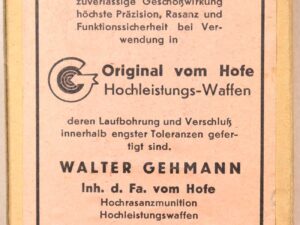 zuverlässige Geschoßwirkung
höchste Präzision, Rasanz und
Funktionssicherheit bei Ver-
wendung in
Original vom Hofe
Hochleistungs-Waffen
deren Laufbohrung und Verschluß
innerhalb engster Toleranzen gefer-
tigt sind.
WALTER GEHMANN
Inh. d. Fa. vom Hofe
Hochrasanzmunition
Hochleistungswaffen